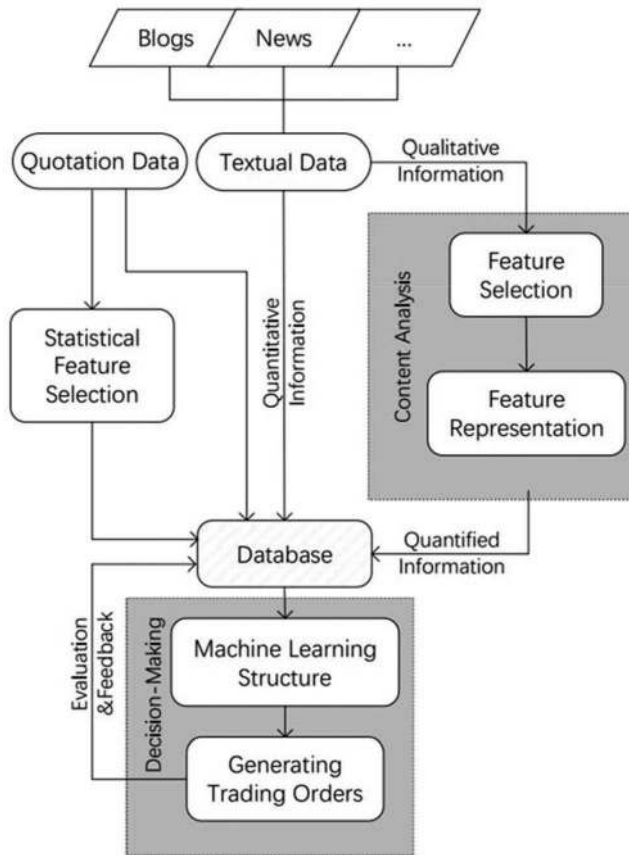 Blogs
News
...
Quotation Data
Textual Data
Qualitative
Information
Feature
Selection
Content Analysis
Statistical
Feature
Selection
Quantitative
Information
Feature
Representation
Database
Quantified
Information
Evaluation
&Feedback
Decision-Making
Machine Learning
Structure
Generating
Trading Orders